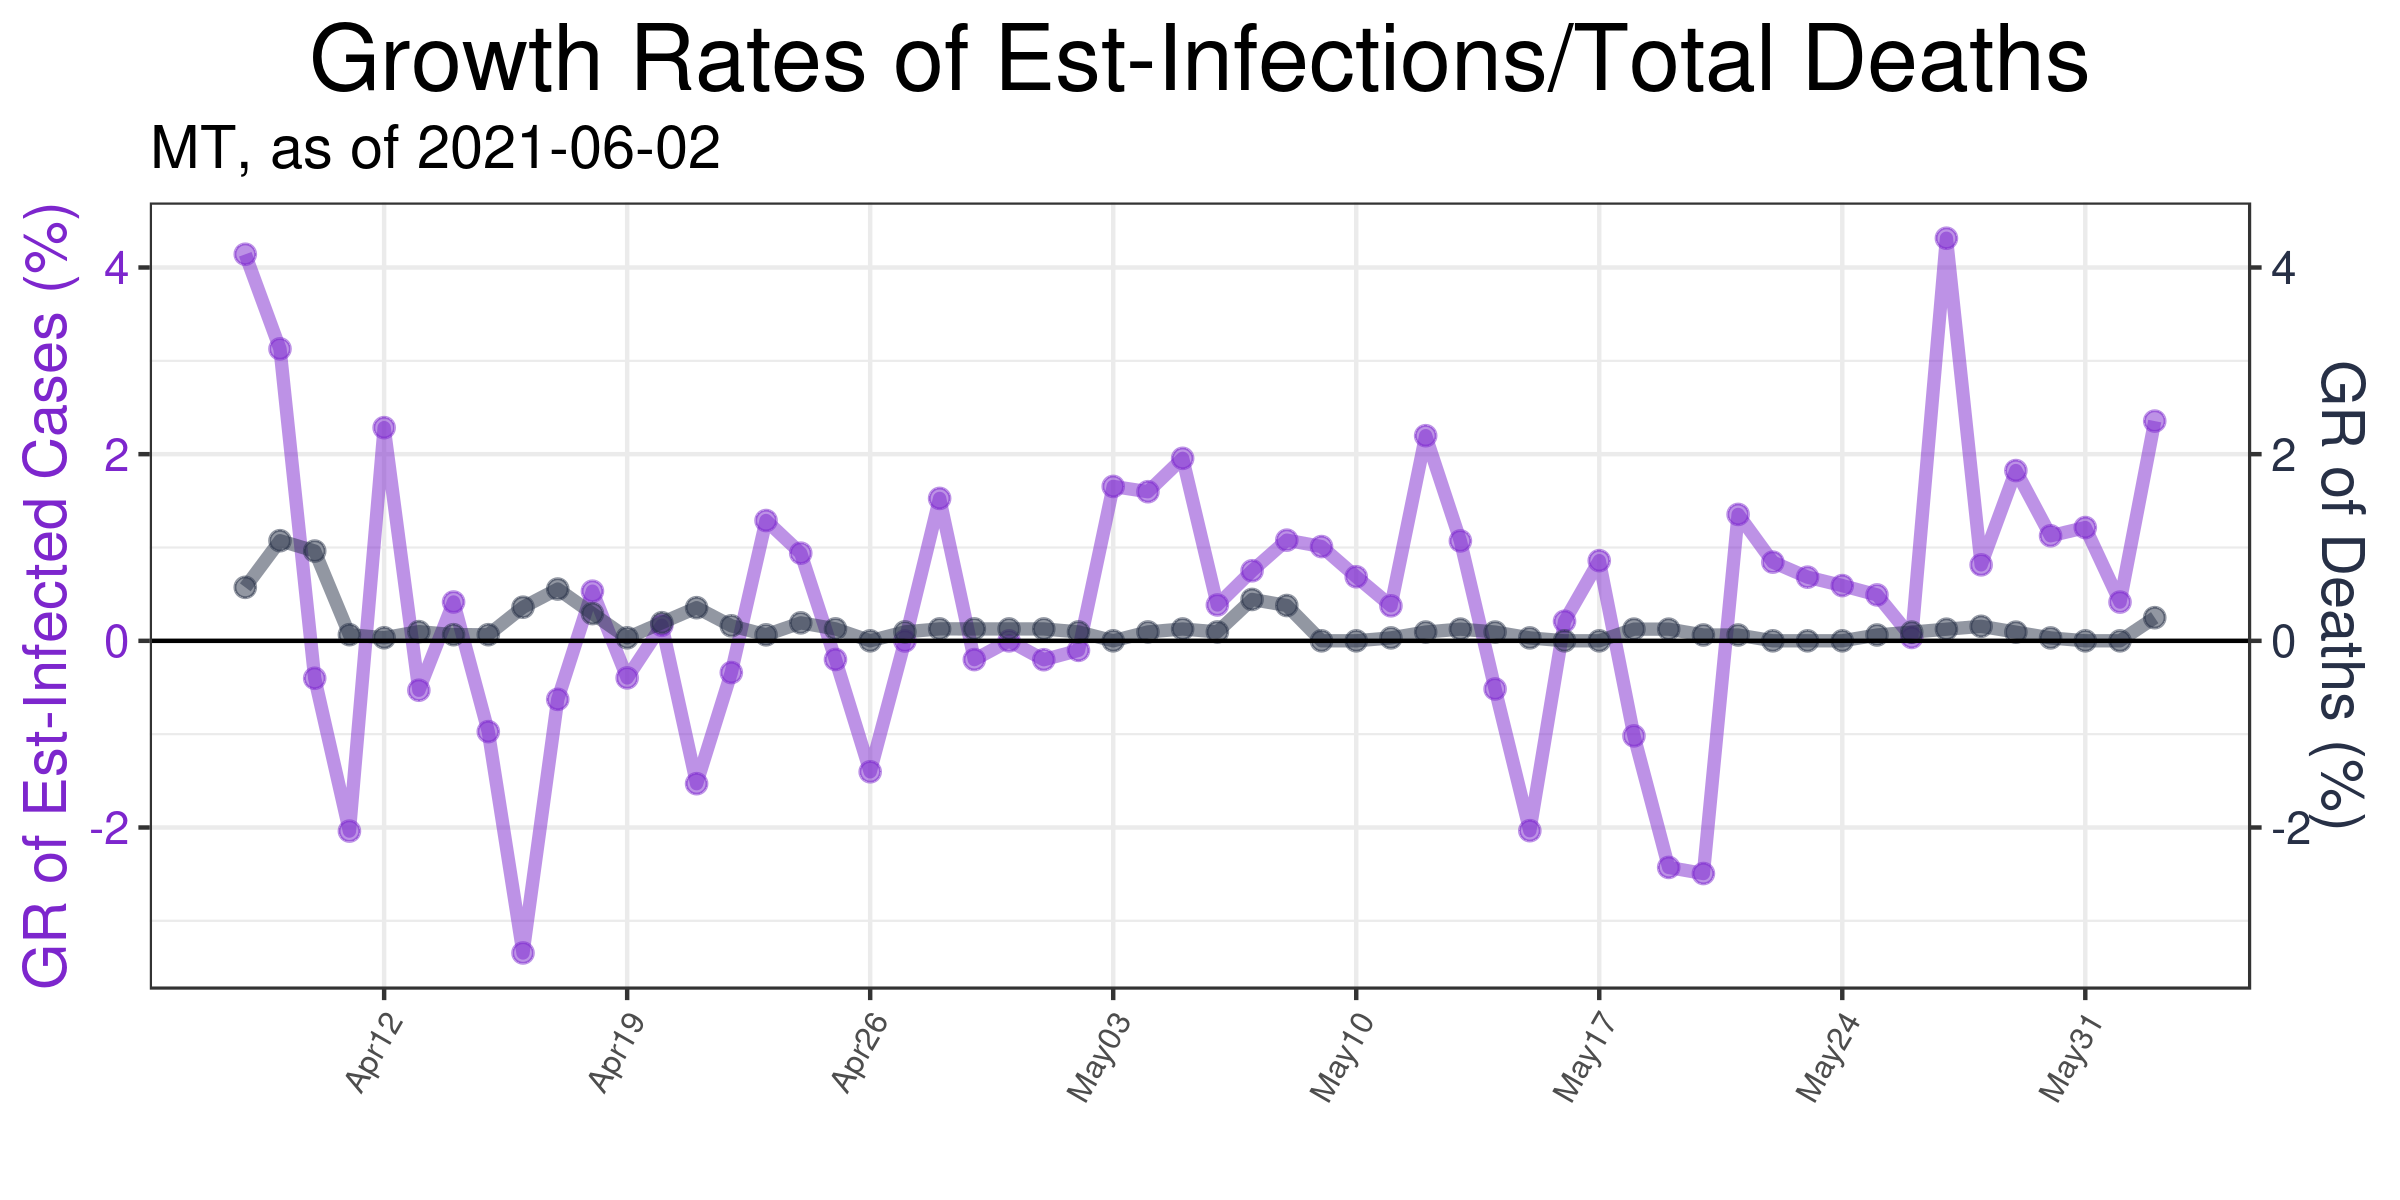 Growth Rates of Est-Infections/Total Deaths
MT, as of 2021-06-02
GR of Est-Infected Cases (%)
4
2
0
-2
4
2
0
-2
GR of Deaths (%)
Apr12
Apr19
Apr26
May03
May10
May17
May24
May31